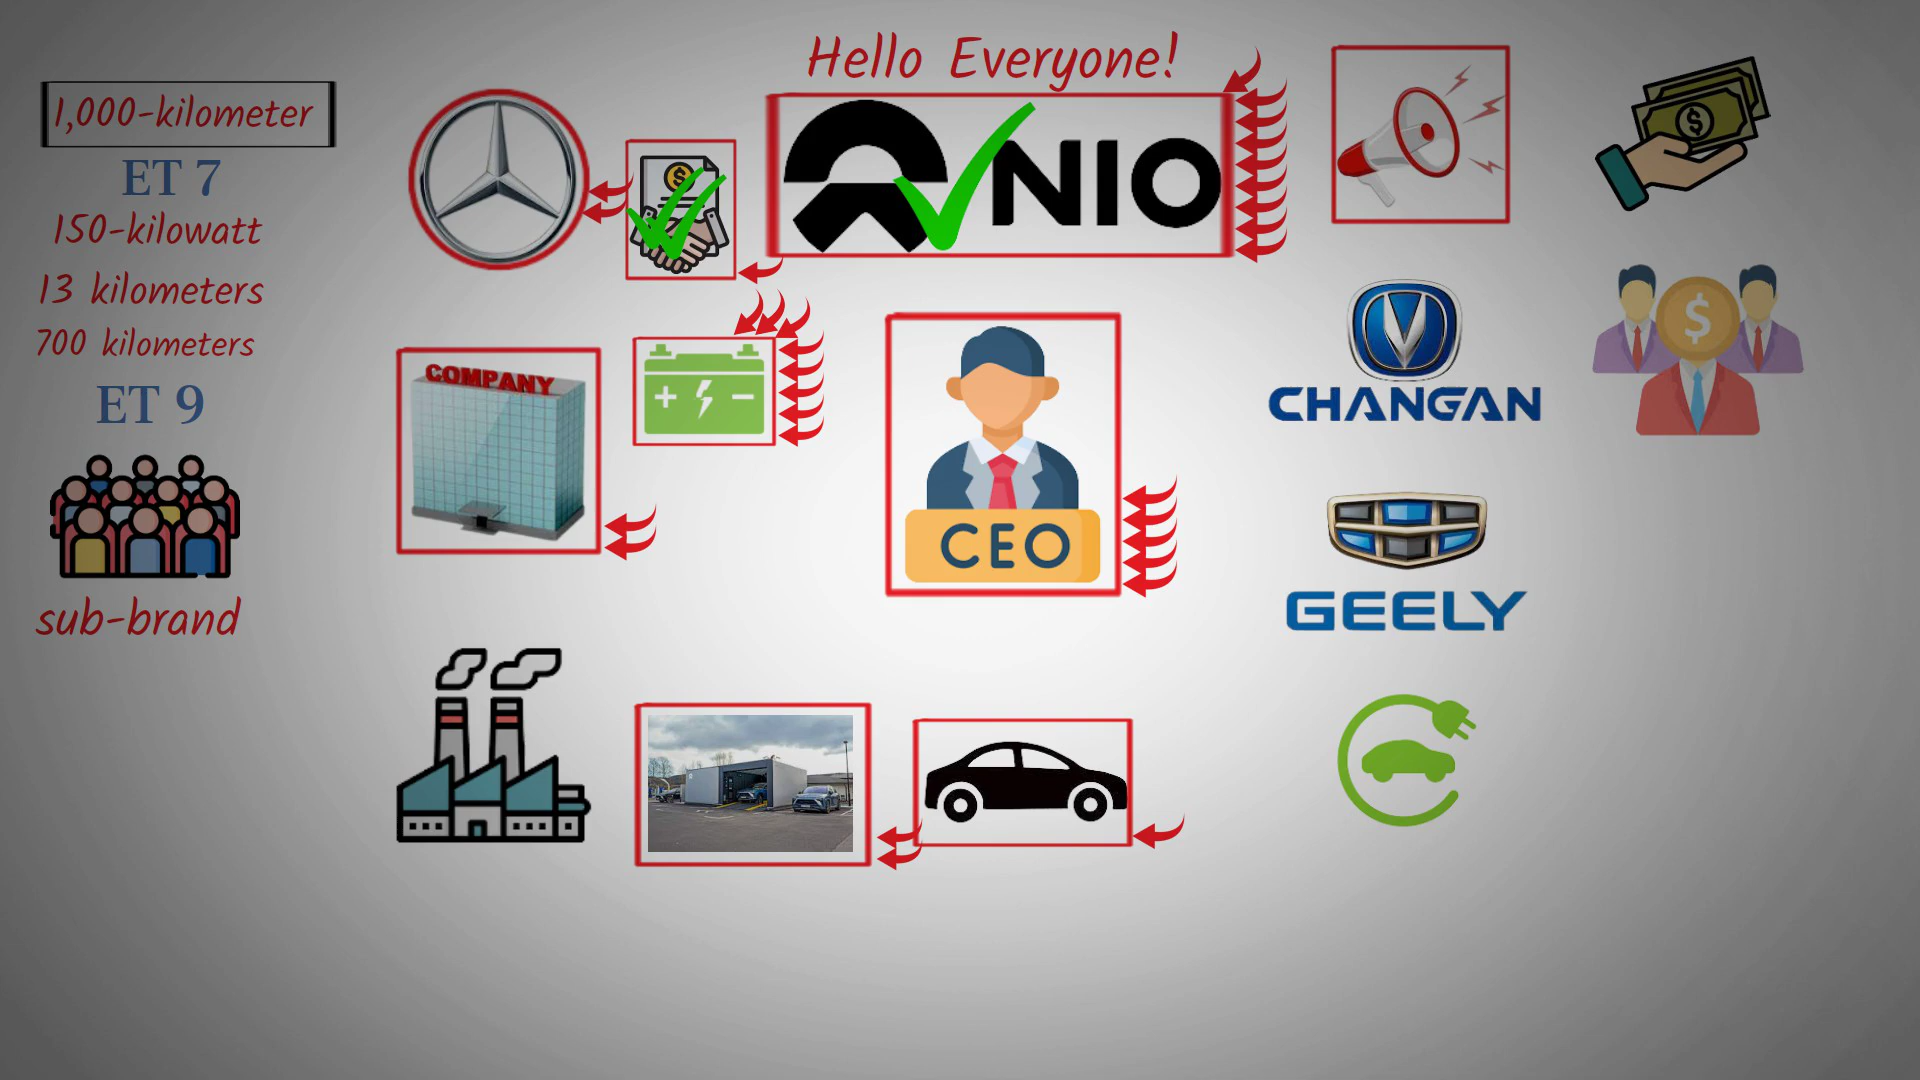 Hello Everyone!
1,000-kilometer
ET 7
150-kilowatt
13 kilometers
700 kilometers
ET 9
sub-brand
NIO
COMPANY
CEO
CHANGAN
GEELY